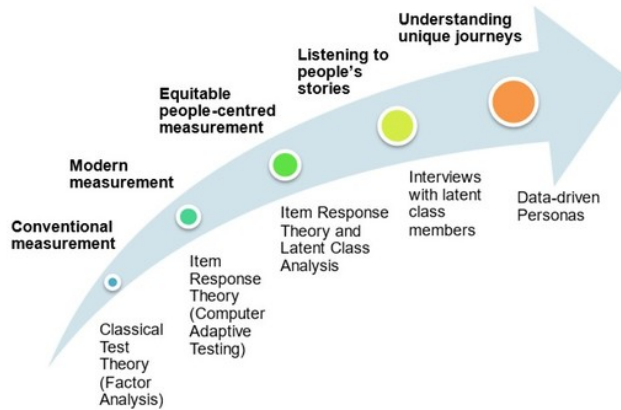 Understanding
unique journeys
Listening to
people's
stories
Equitable
people-centred
measurement
Modern
measurement
Conventional
measurement
Classical
Test
Theory
(Factor
Analysis)
Item
Response
Theory
(Computer
Adaptive
Testing)
Item Response
Theory and
Latent Class
Analysis
Interviews
with latent
class
members
Data-driven
Personas